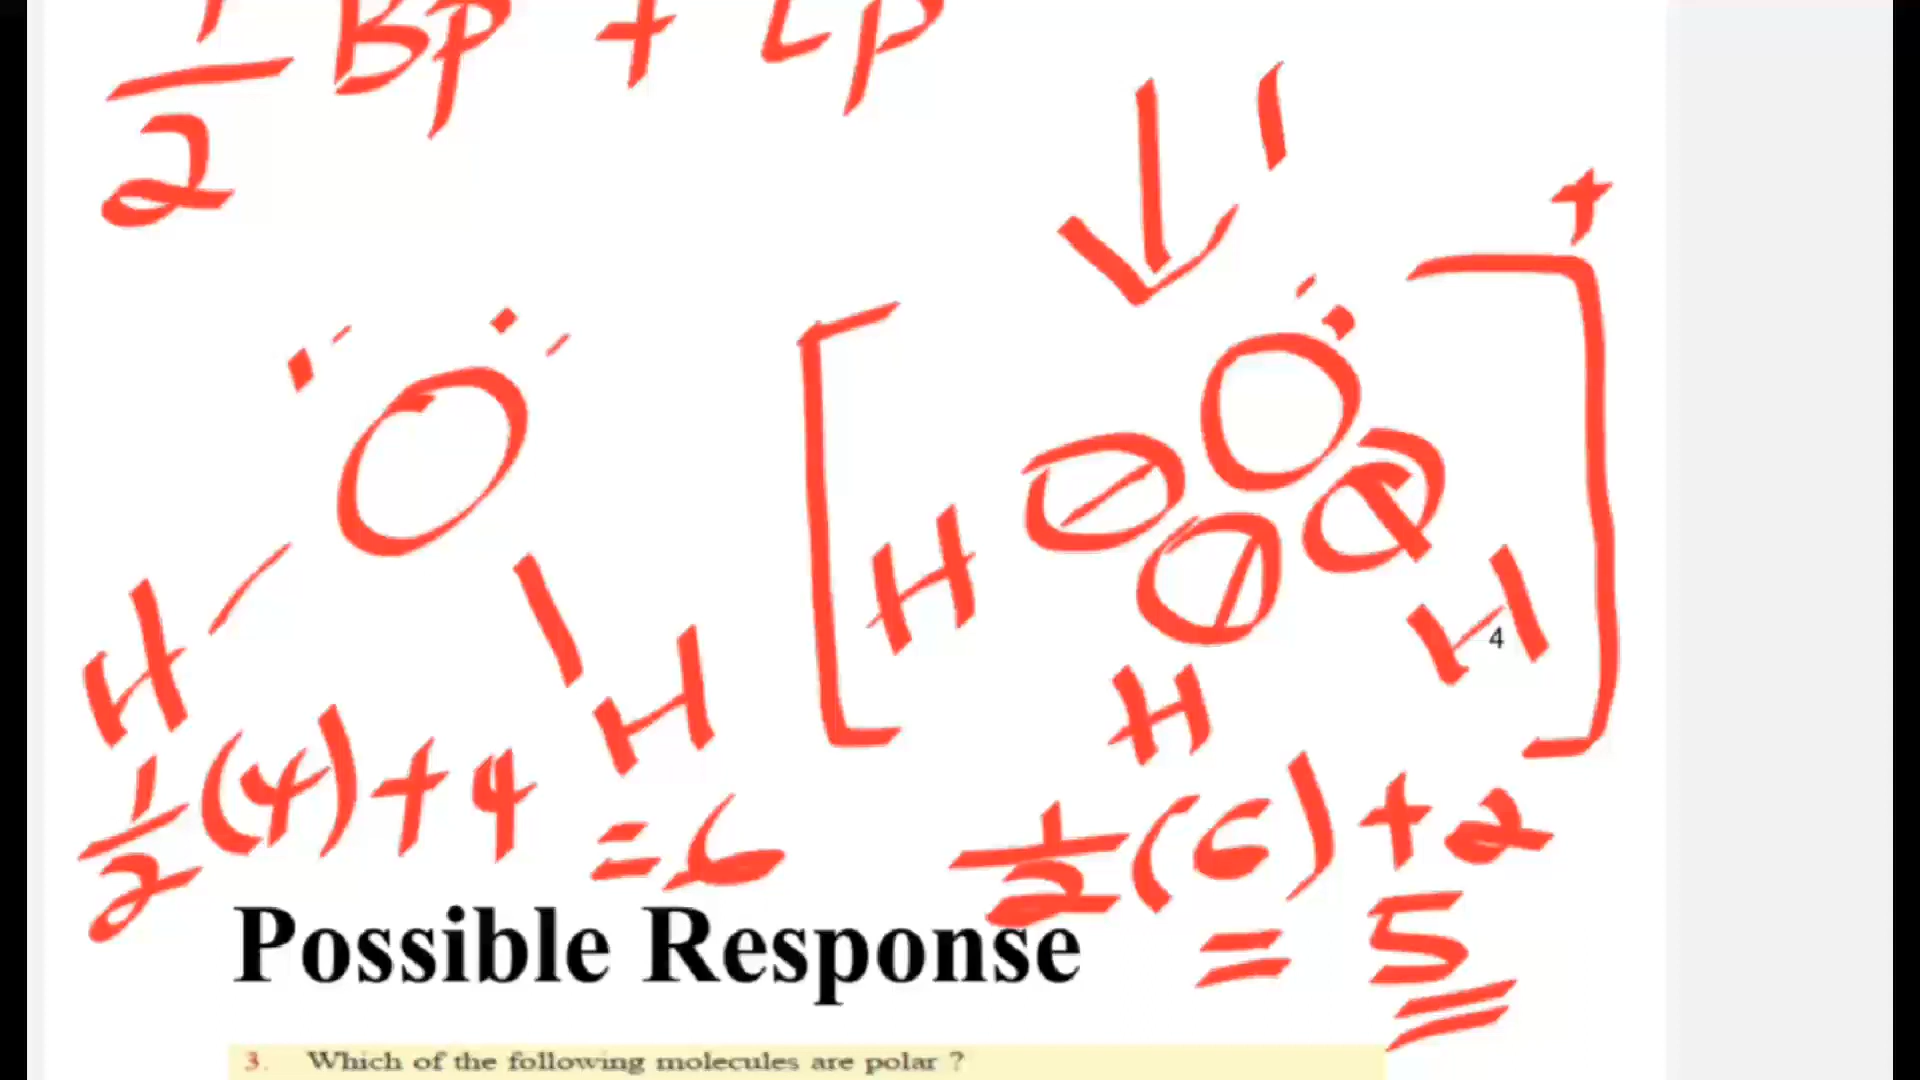 1/2 Bp + Lp
+
O O
H H H H H
4
1/2 (4) + 4 = 6 1/2 (6) + 2
= 5
Possible Response
3. Which of the following molecules are polar ?